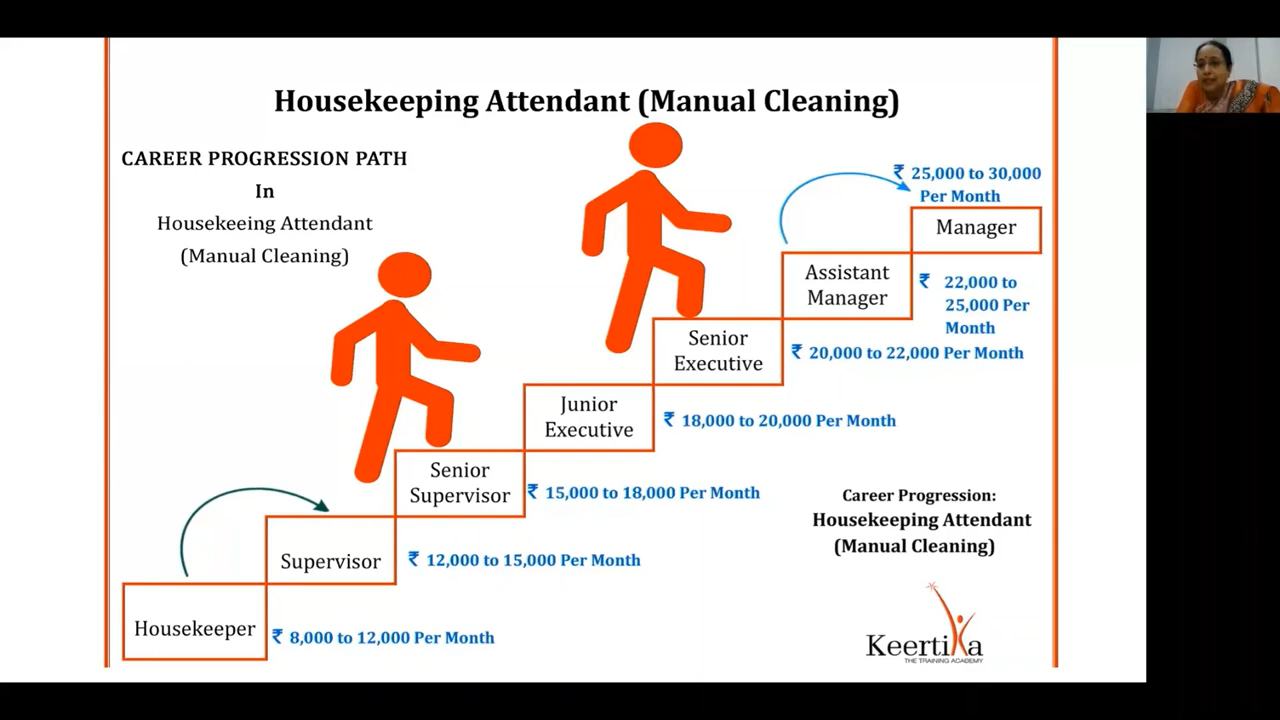 Housekeeping Attendant (Manual Cleaning)
CAREER PROGRESSION PATH
In
Housekeeing Attendant
(Manual Cleaning)
₹ 25,000 to 30,000
Per Month
Manager
Assistant
Manager
₹ 22,000 to
25,000 Per
Month
Senior
Executive
₹ 20,000 to 22,000 Per Month
Junior
Executive
₹ 18,000 to 20,000 Per Month
Senior
Supervisor
₹ 15,000 to 18,000 Per Month
Supervisor
₹ 12,000 to 15,000 Per Month
Housekeeper
₹ 8,000 to 12,000 Per Month
Career Progression:
Housekeeping Attendant
(Manual Cleaning)
Keertika
THE TRAINING ACADEMY